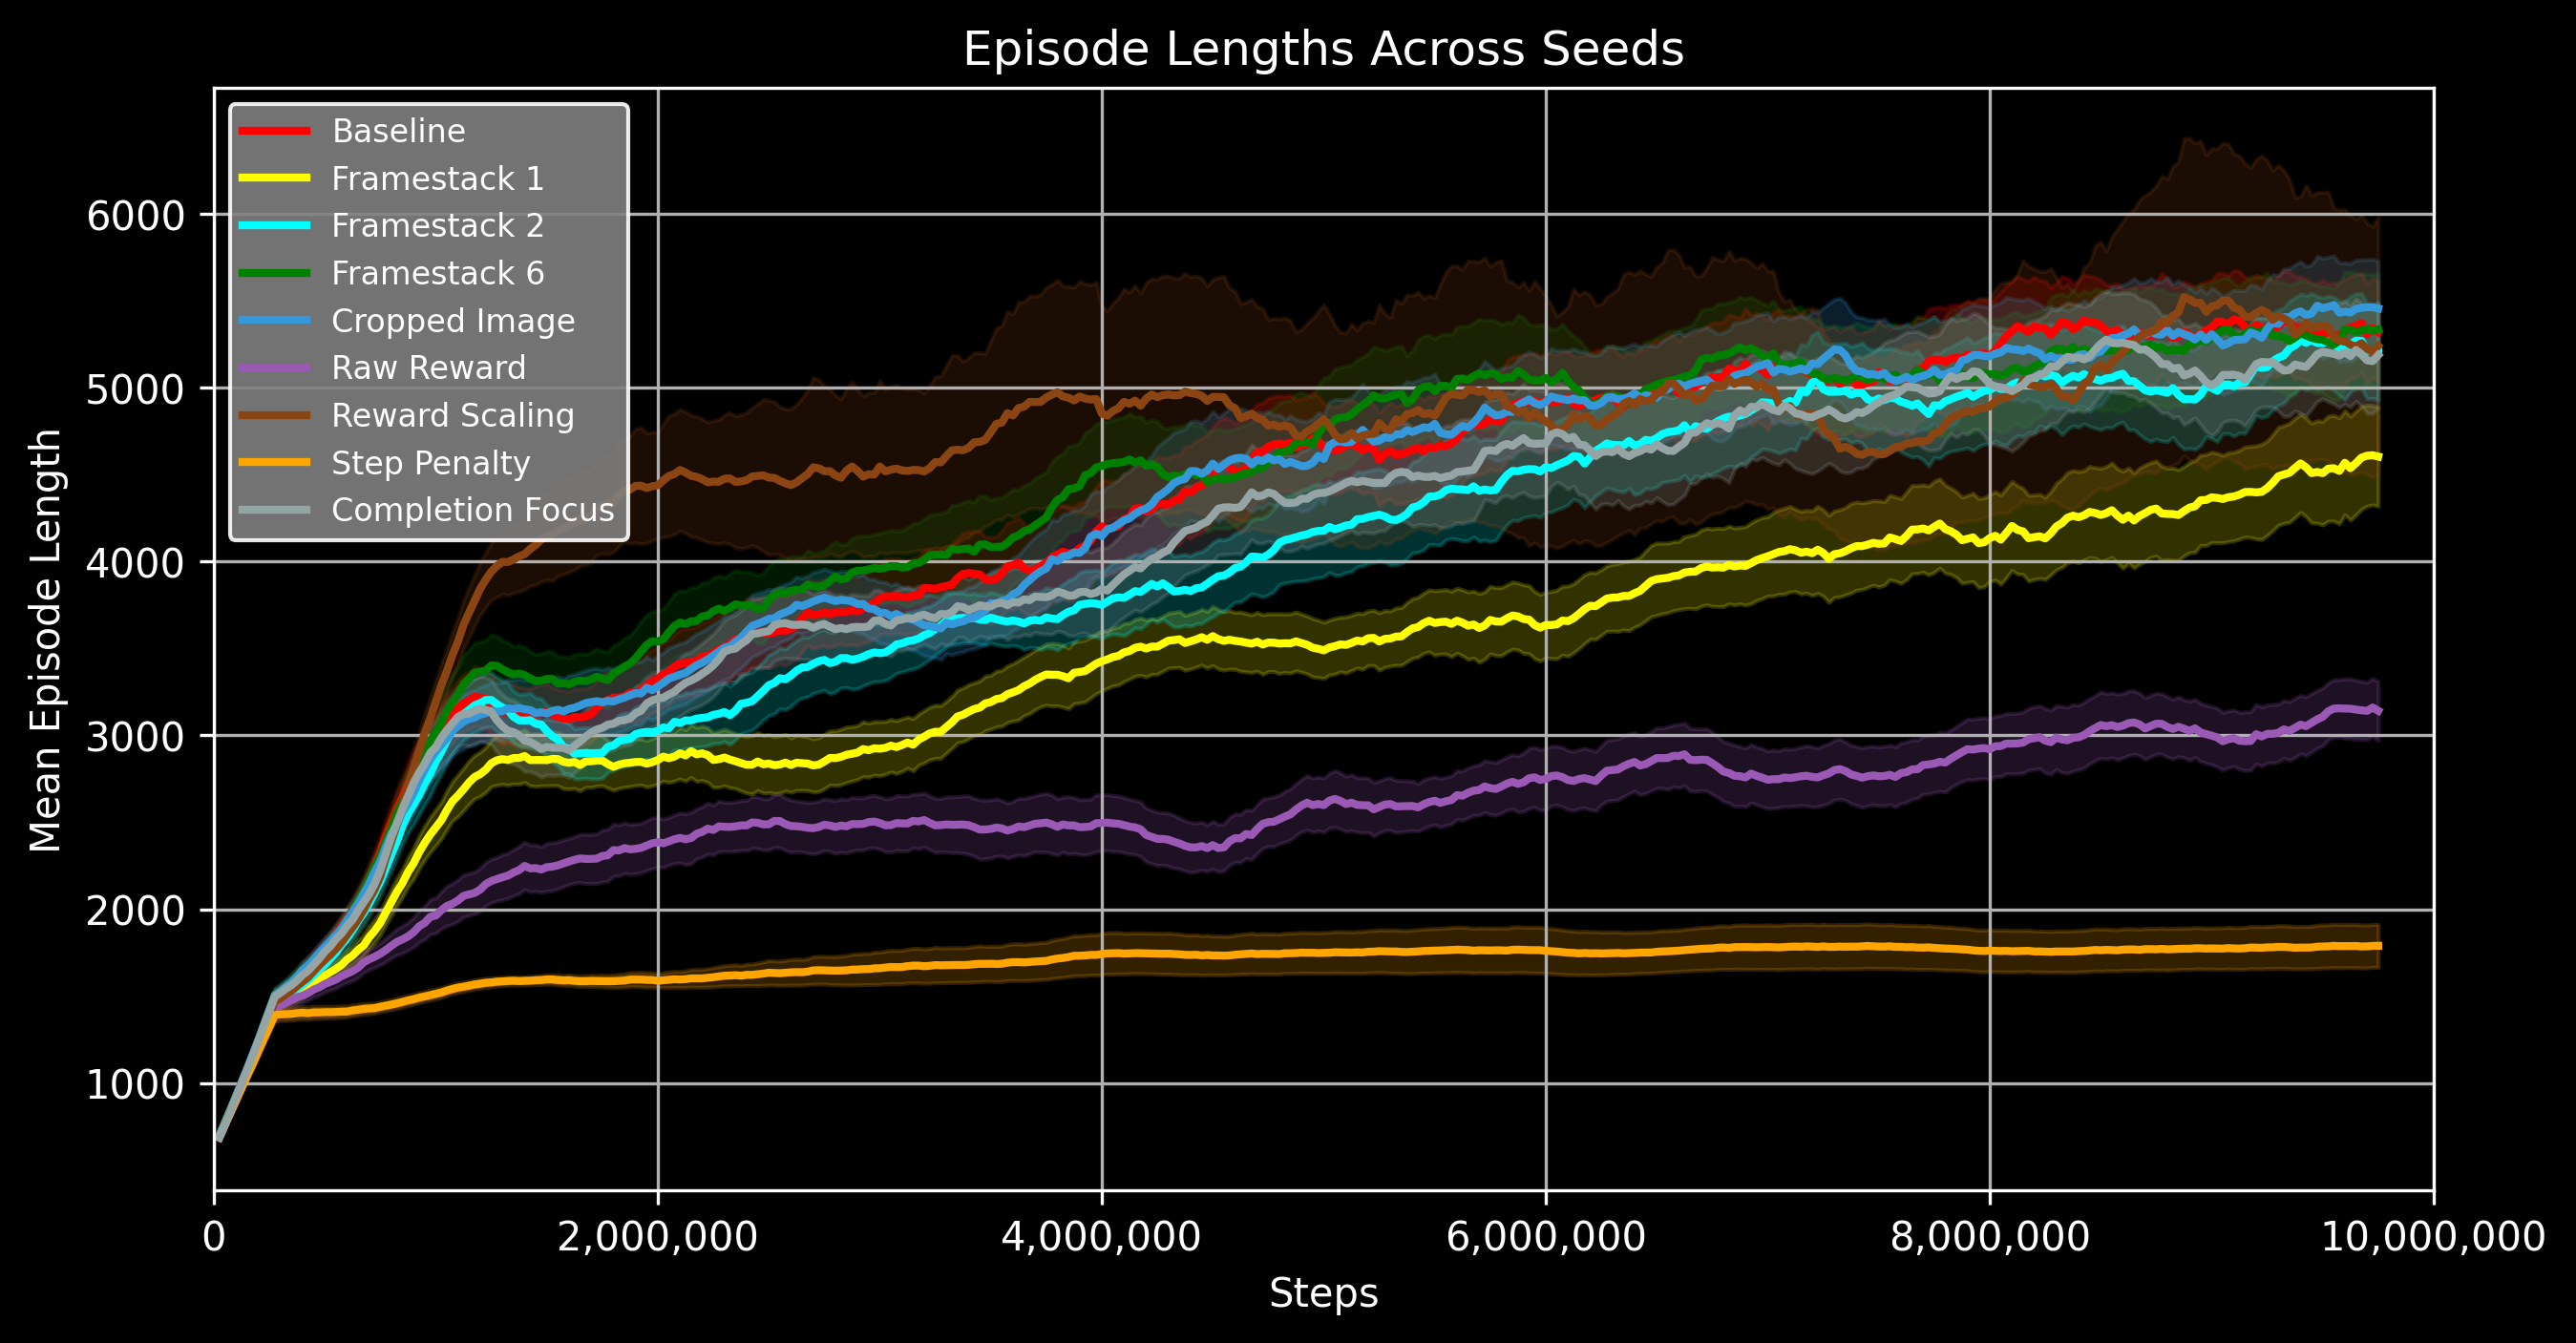 Episode Lengths Across Seeds
Baseline
Framestack 1
Framestack 2
Framestack 6
Cropped Image
Raw Reward
Reward Scaling
Step Penalty
Completion Focus
Mean Episode Length
6000
5000
4000
3000
2000
1000
0
2,000,000
4,000,000
6,000,000
8,000,000
10,000,000
Steps